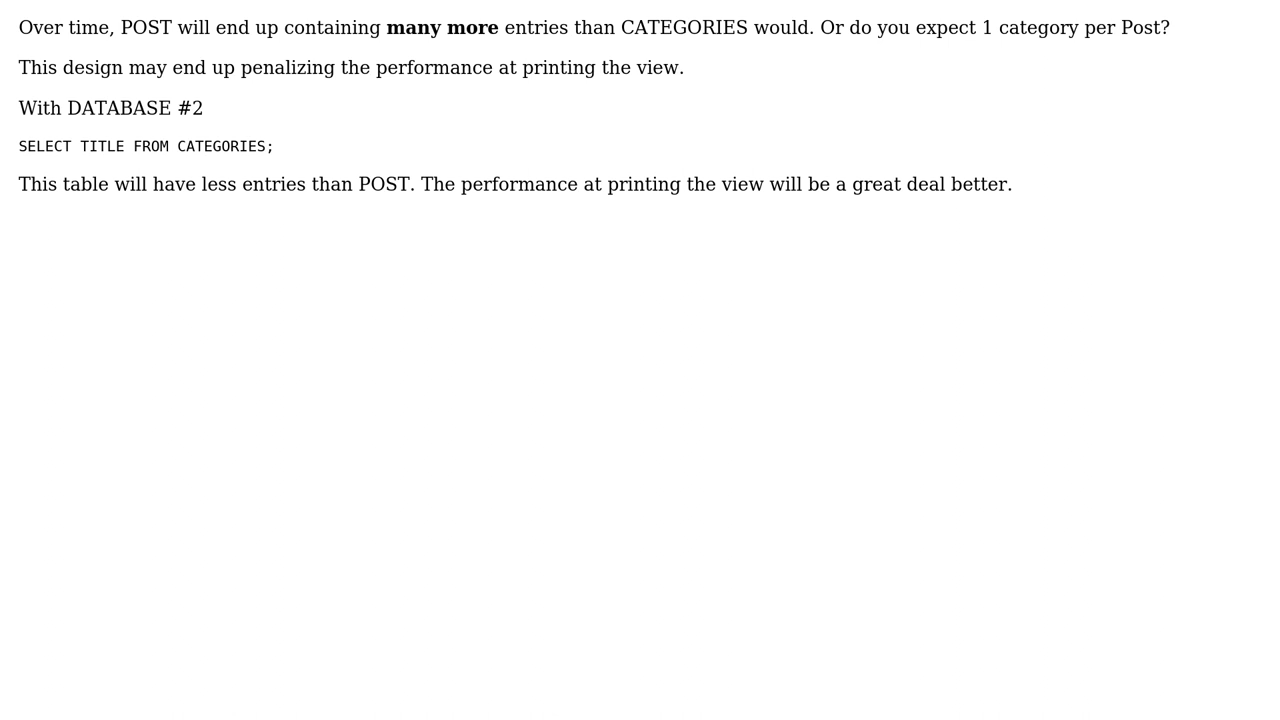 Over time, POST will end up containing many more entries than CATEGORIES would. Or do you expect 1 category per Post?
This design may end up penalizing the performance at printing the view.
With DATABASE #2
SELECT TITLE FROM CATEGORIES;
This table will have less entries than POST. The performance at printing the view will be a great deal better.